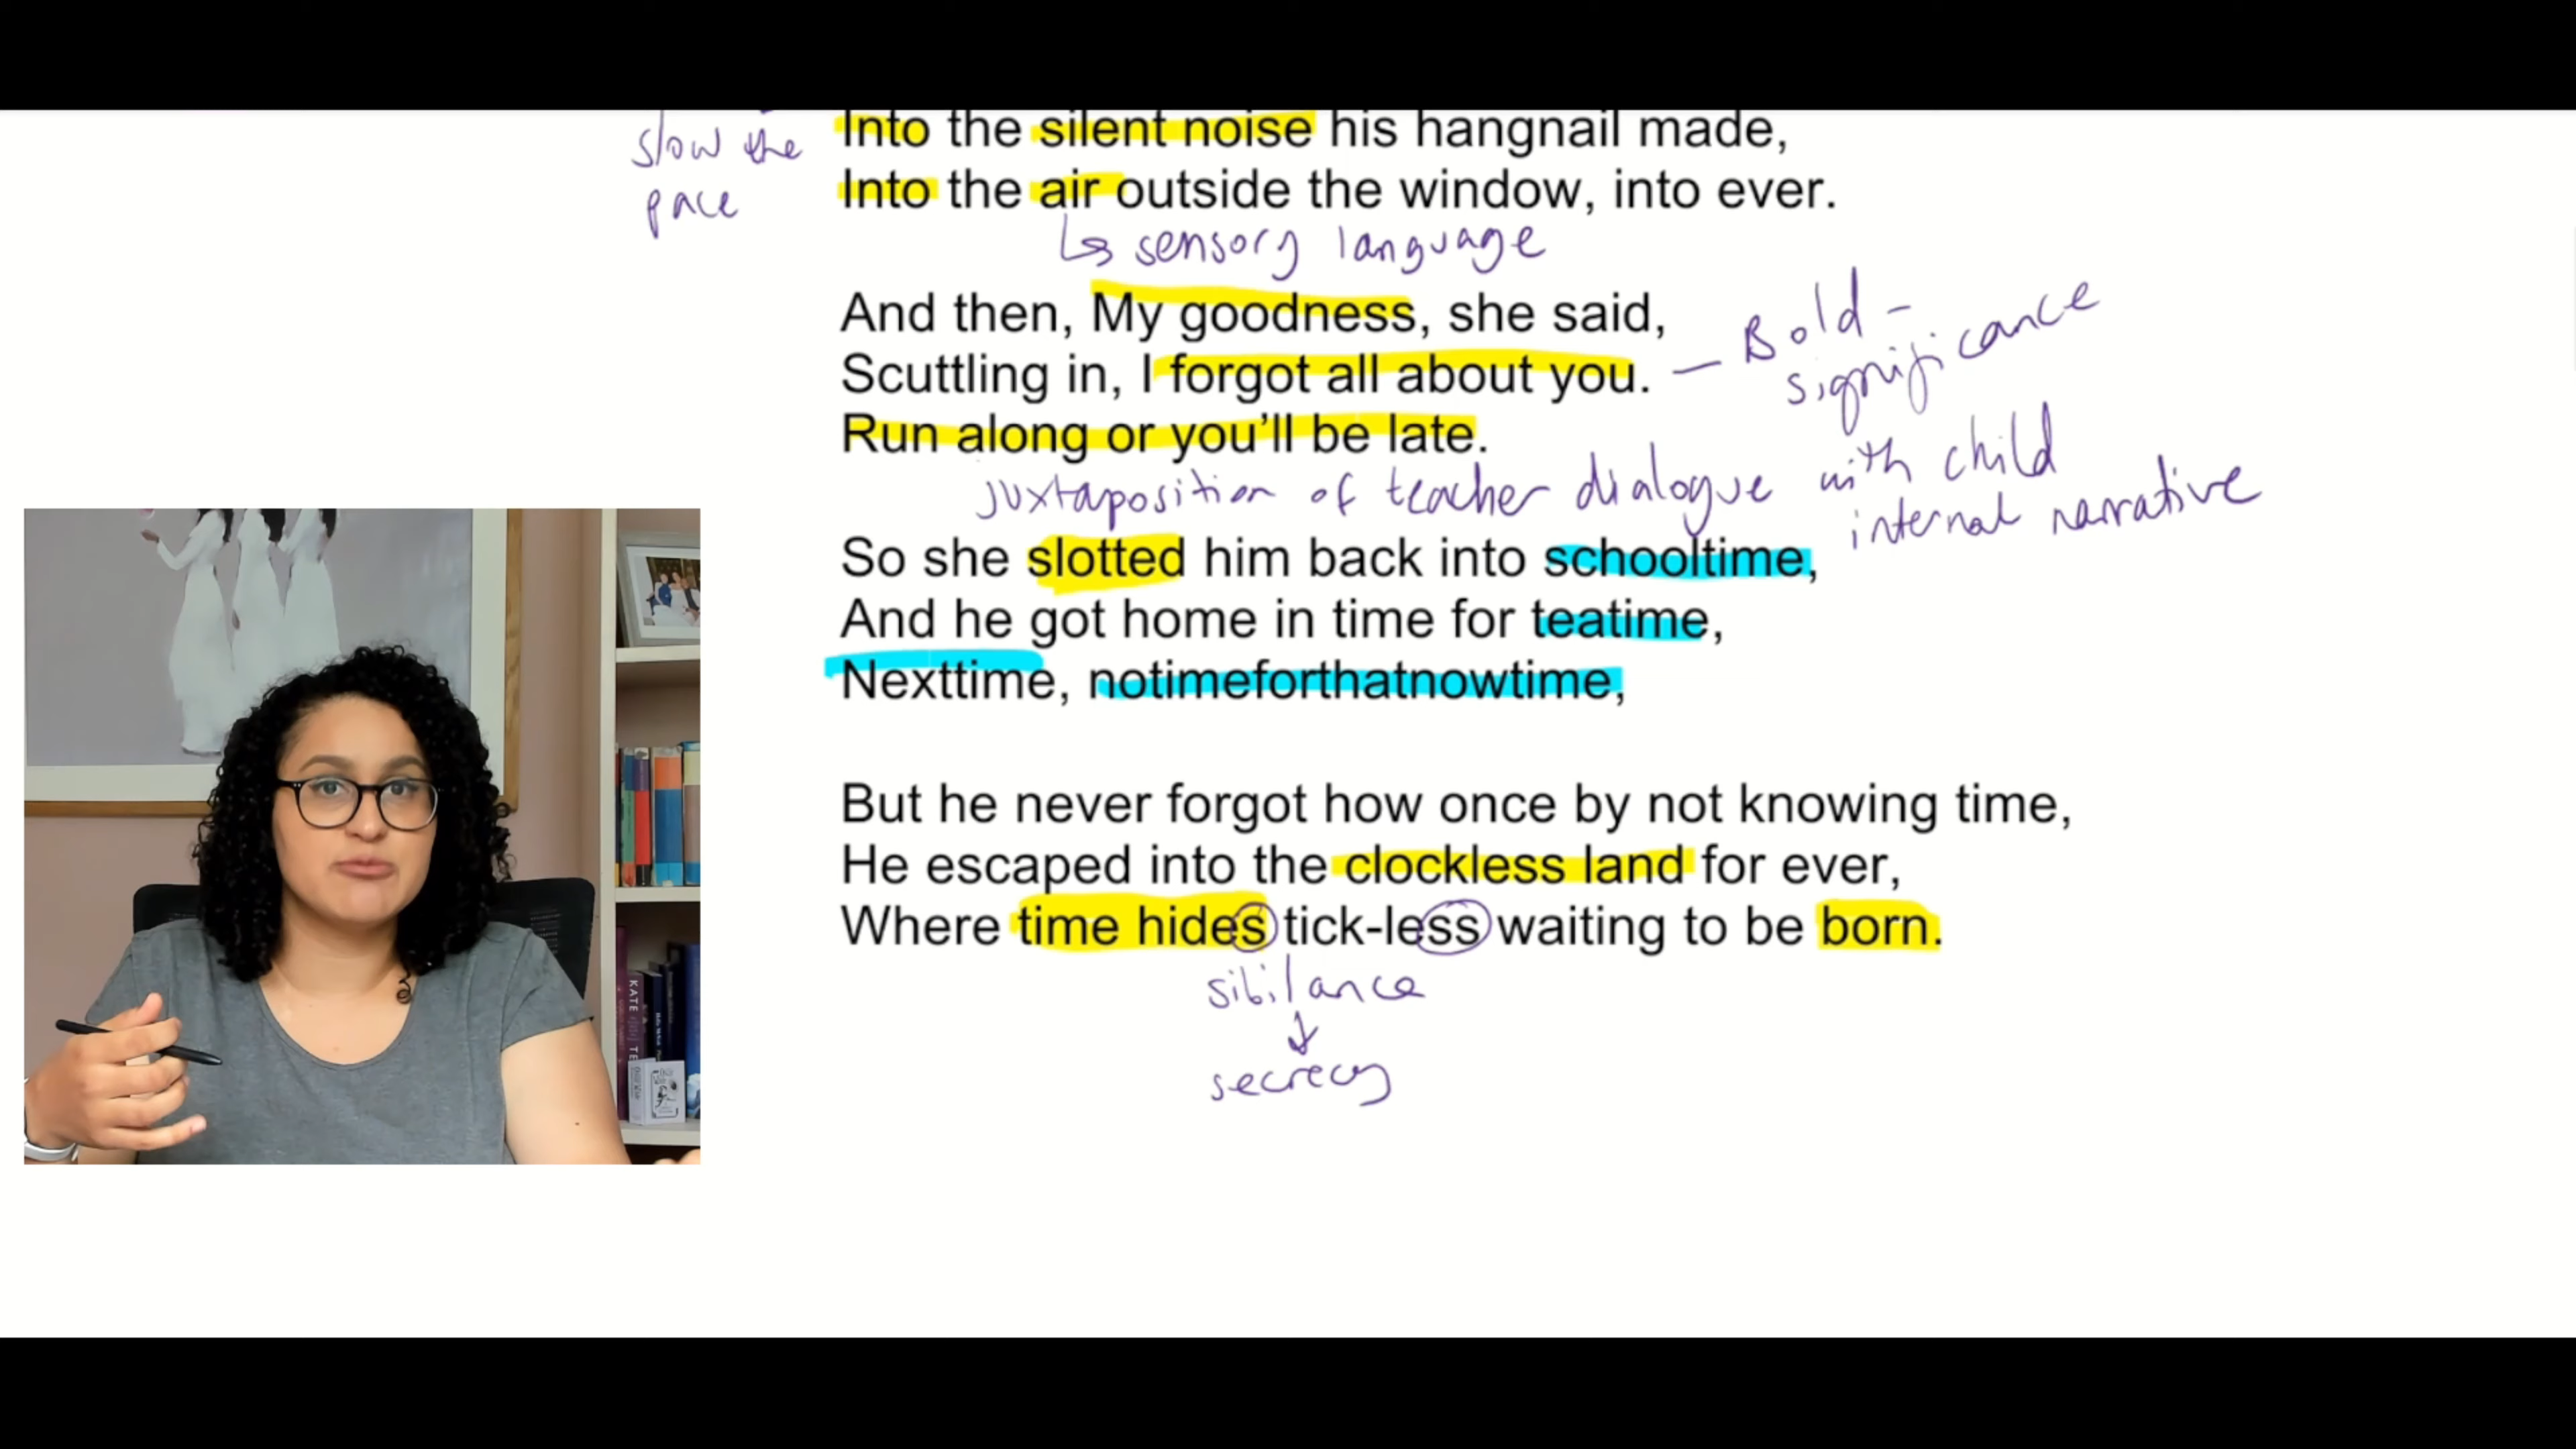 slow the
pace
Into the silent noise his hangnail made,
Into the air outside the window, into ever.
↳ sensory language
And then, My goodness, she said,
Scuttling in, I forgot all about you.
Run along or you'll be late.
— Bold –
significance
juxtaposition of teacher dialogue with child
internal narrative
So she slotted him back into schooltime,
And he got home in time for teatime,
Nexttime, notimeforthatnowtime,
But he never forgot how once by not knowing time,
He escaped into the clockless land for ever,
Where time hides tick-less waiting to be born.
sibilance
↓
secrecy
KATE